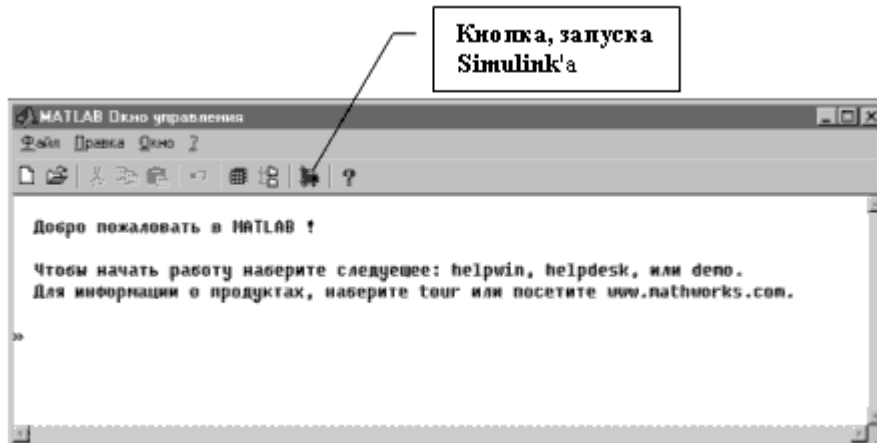 Кнопка, запуска
Simulink'а
MATLAB Окно управления
Файл Правка Окно ?
Добро пожаловать в MATLAB !
Чтобы начать работу наберите следуещее: helpwin, helpdesk, или demo.
Для информации о продуктах, наберите tour или посетите www.mathworks.com.
»